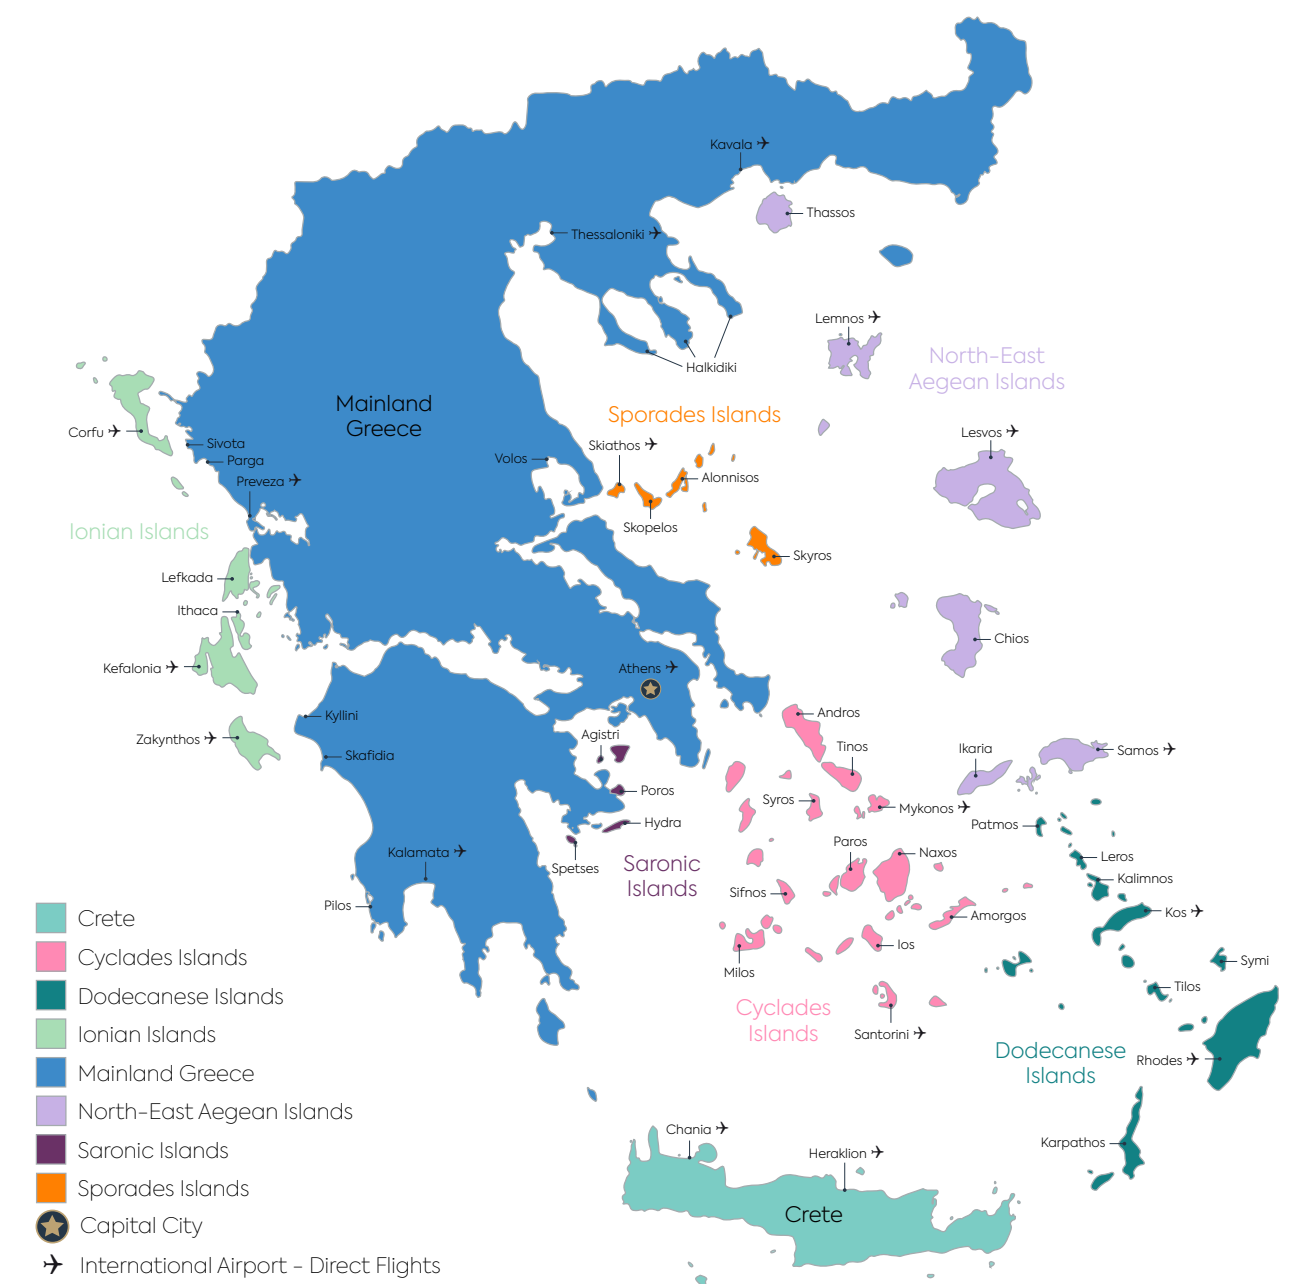 Kavala ✈
Thassos
Thessaloniki ✈
Lemnos ✈
North-East
Aegean Islands
Halkidiki
Mainland
Greece
Sporades Islands
Corfu ✈
Sivota
Parga
Preveza ✈
Volos
Skiathos ✈
Alonnisos
Skopelos
Lesvos ✈
Ionian Islands
Skyros
Lefkada
Ithaca
Kefalonia ✈
Chios
Athens ✈
Zakynthos ✈
Kyllini
Skafidia
Agistri
Andros
Tinos
Ikaria
Samos ✈
Poros
Syros
Mykonos ✈
Hydra
Patmos
Kalamata ✈
Spetses
Saronic
Islands
Paros
Naxos
Leros
Kalimnos
Sifnos
Pilos
Amorgos
Kos ✈
Milos
Ios
Symi
Tilos
Cyclades
Islands
Santorini ✈
Dodecanese
Islands
Rhodes ✈
Chania ✈
Karpathos
Heraklion ✈
Crete
Crete
Cyclades Islands
Dodecanese Islands
Ionian Islands
Mainland Greece
North-East Aegean Islands
Saronic Islands
Sporades Islands
Capital City
✈ International Airport - Direct Flights